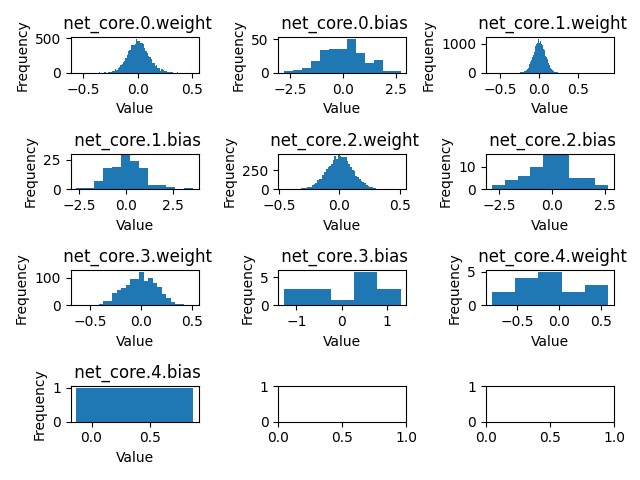 net_core.0.weight
Frequency
500
0
−0.5
0.0
0.5
Value
net_core.0.bias
Frequency
50
0
−2.5
0.0
2.5
Value
net_core.1.weight
Frequency
1000
0
−0.5
0.0
0.5
Value
net_core.1.bias
Frequency
25
0
−2.5
0.0
2.5
Value
net_core.2.weight
Frequency
250
0
−0.5
0.0
0.5
Value
net_core.2.bias
Frequency
10
0
−2.5
0.0
2.5
Value
net_core.3.weight
Frequency
100
0
−0.5
0.0
0.5
Value
net_core.3.bias
Frequency
5
0
−1
0
1
Value
net_core.4.weight
Frequency
5
0
−0.5
0.0
0.5
Value
net_core.4.bias
Frequency
1
0
0.0
0.5
Value
1
0
0.0
0.5
1.0
1
0
0.0
0.5
1.0